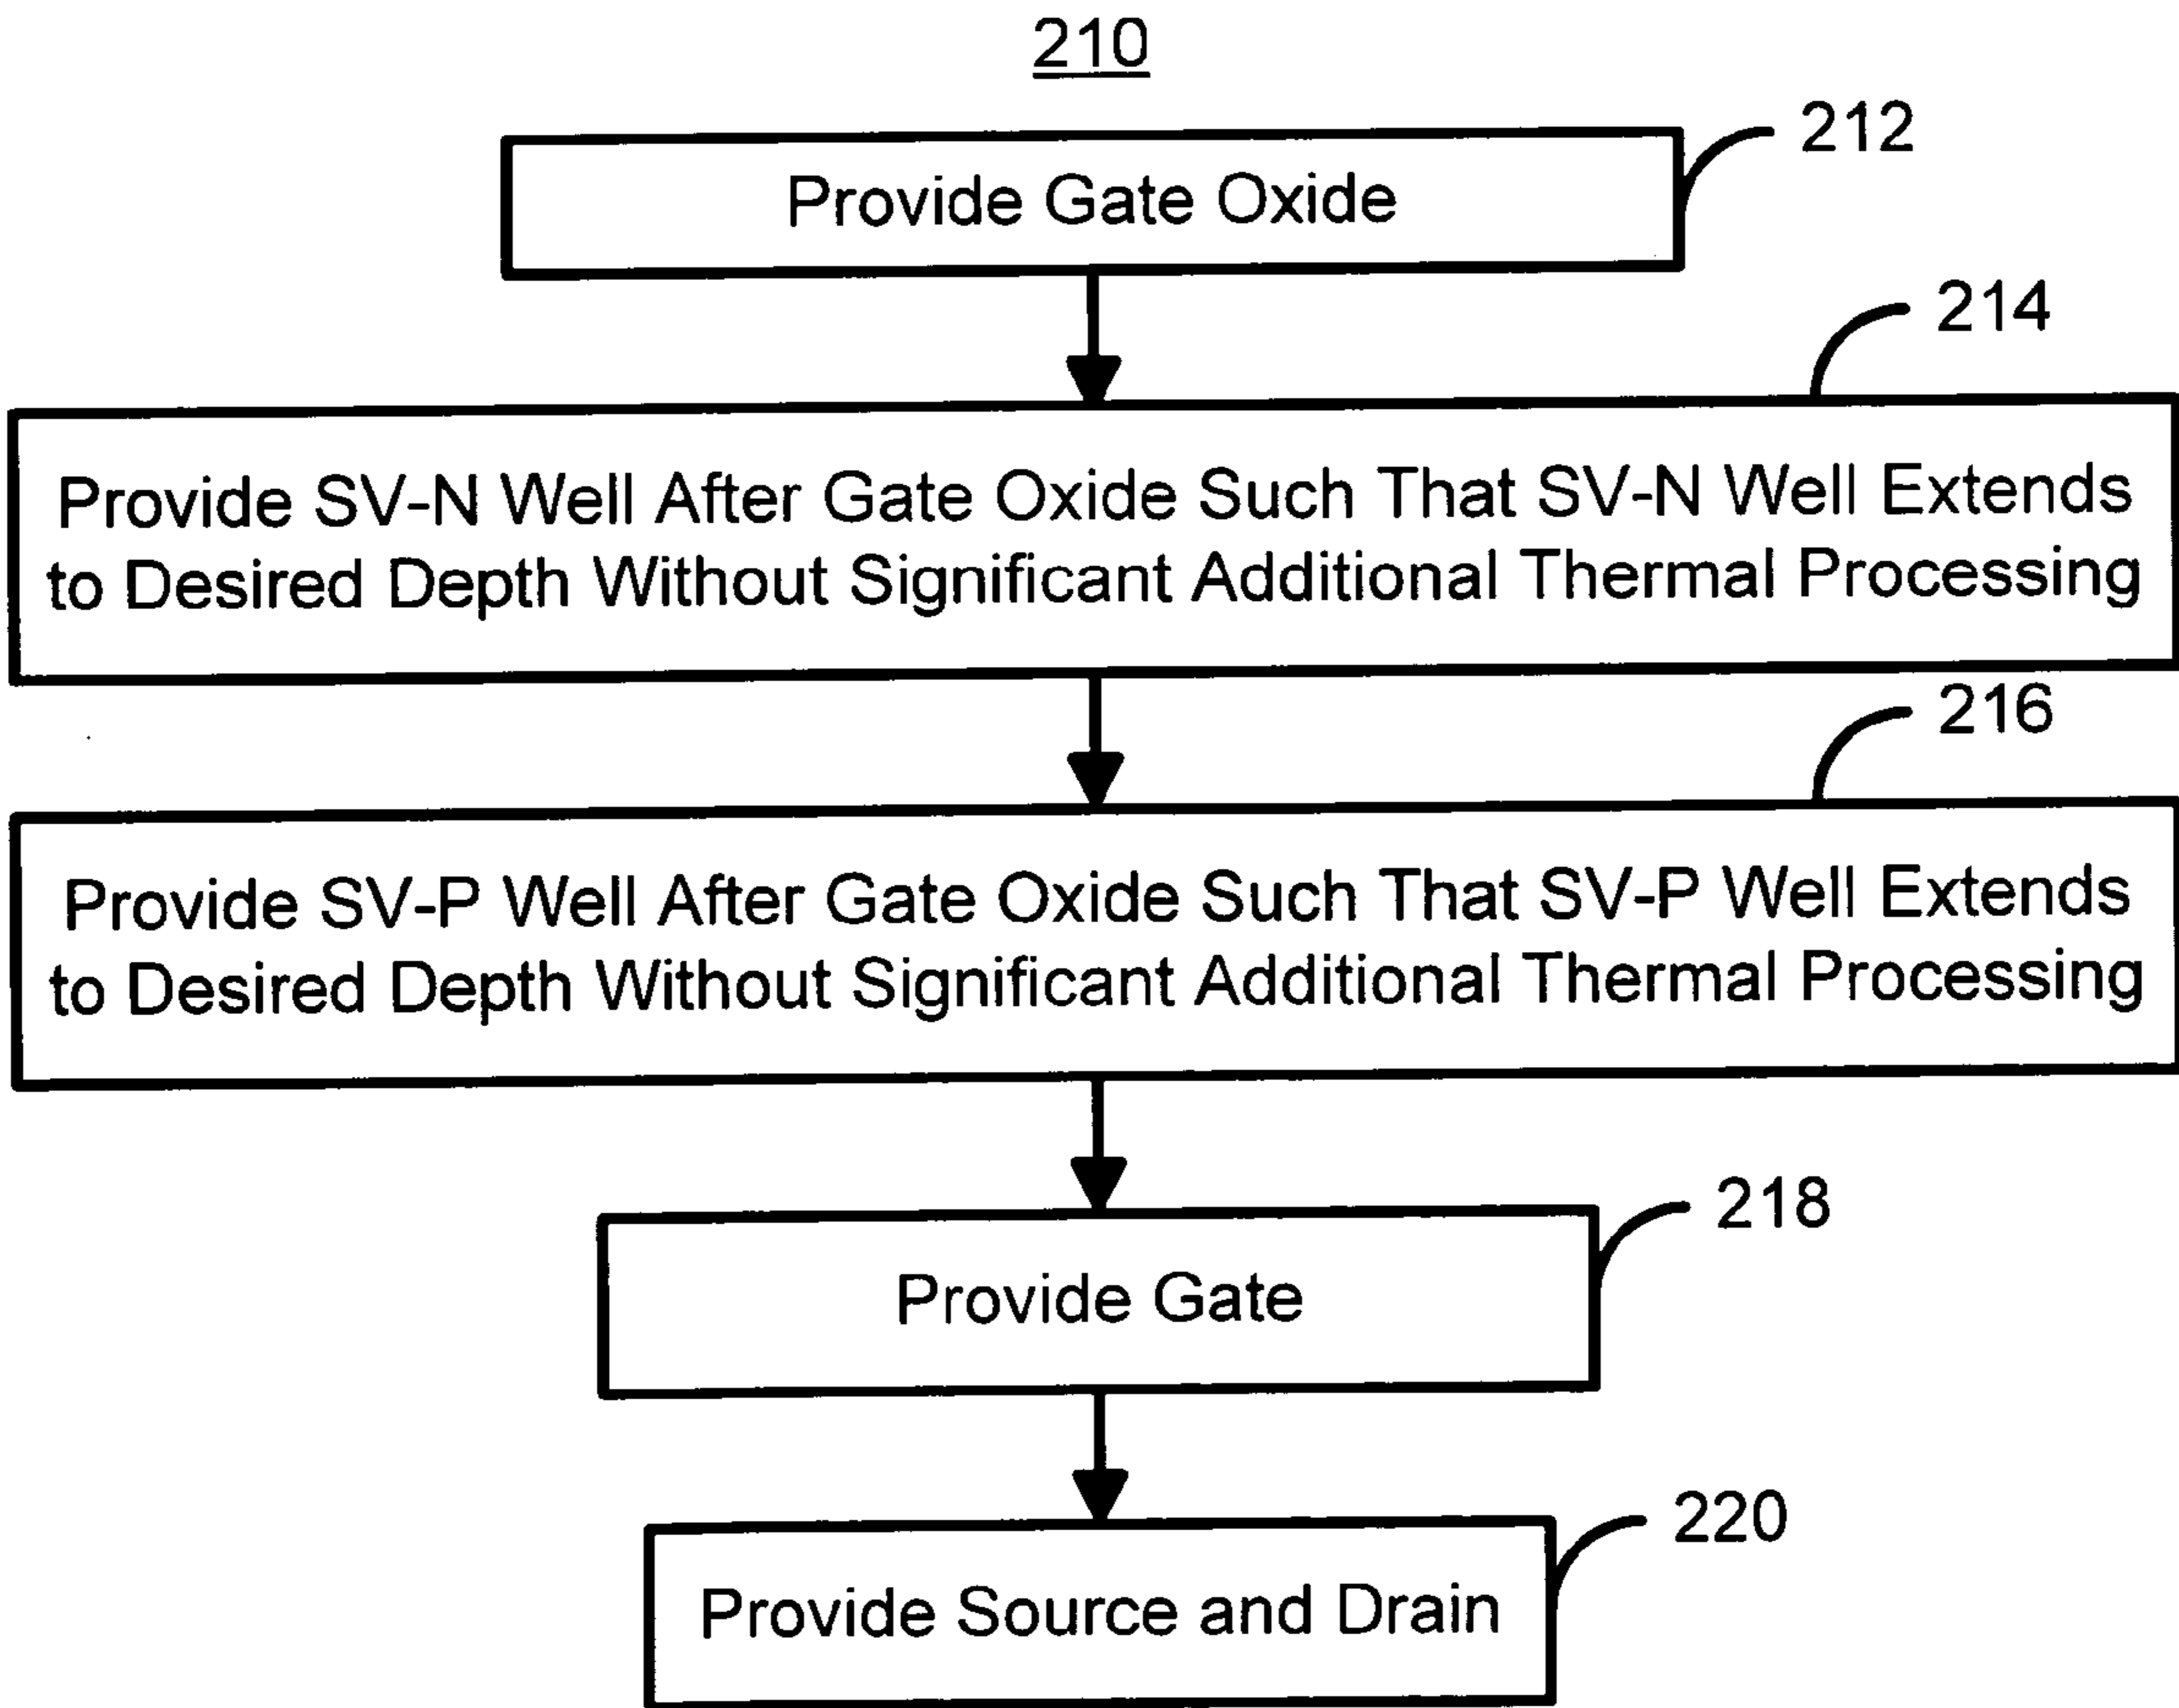 210
212
Provide Gate Oxide
214
Provide SV-N Well After Gate Oxide Such That SV-N Well Extends
to Desired Depth Without Significant Additional Thermal Processing
216
Provide SV-P Well After Gate Oxide Such That SV-P Well Extends
to Desired Depth Without Significant Additional Thermal Processing
218
Provide Gate
220
Provide Source and Drain